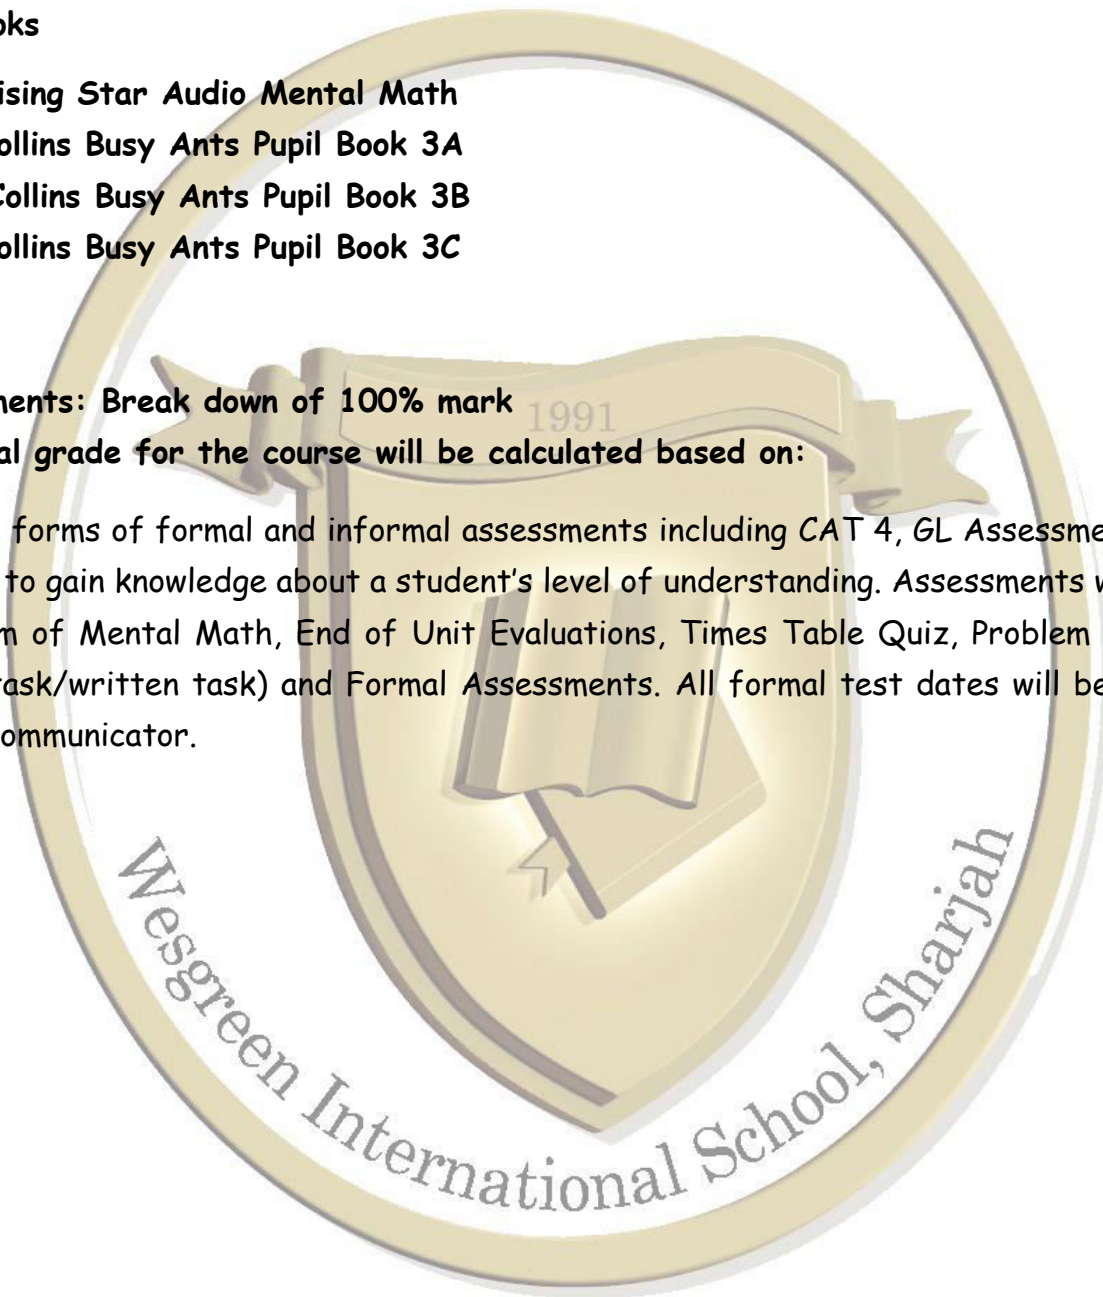 oks
ising Star Audio Mental Math
ollins Busy Ants Pupil Book 3A
Collins Busy Ants Pupil Book 3B
ollins Busy Ants Pupil Book 3C
nents: Break down of 100% mark
1991
al grade for the course will be calculated based on:
forms of formal and informal assessments including CAT 4, GL Assessme
to gain knowledge about a student's level of understanding. Assessments w
m of Mental Math, End of Unit Evaluations, Times Table Quiz, Problem
task/written task) and Formal Assessments. All formal test dates will be
ommunicator.
Wesgreen International School, Sharjah